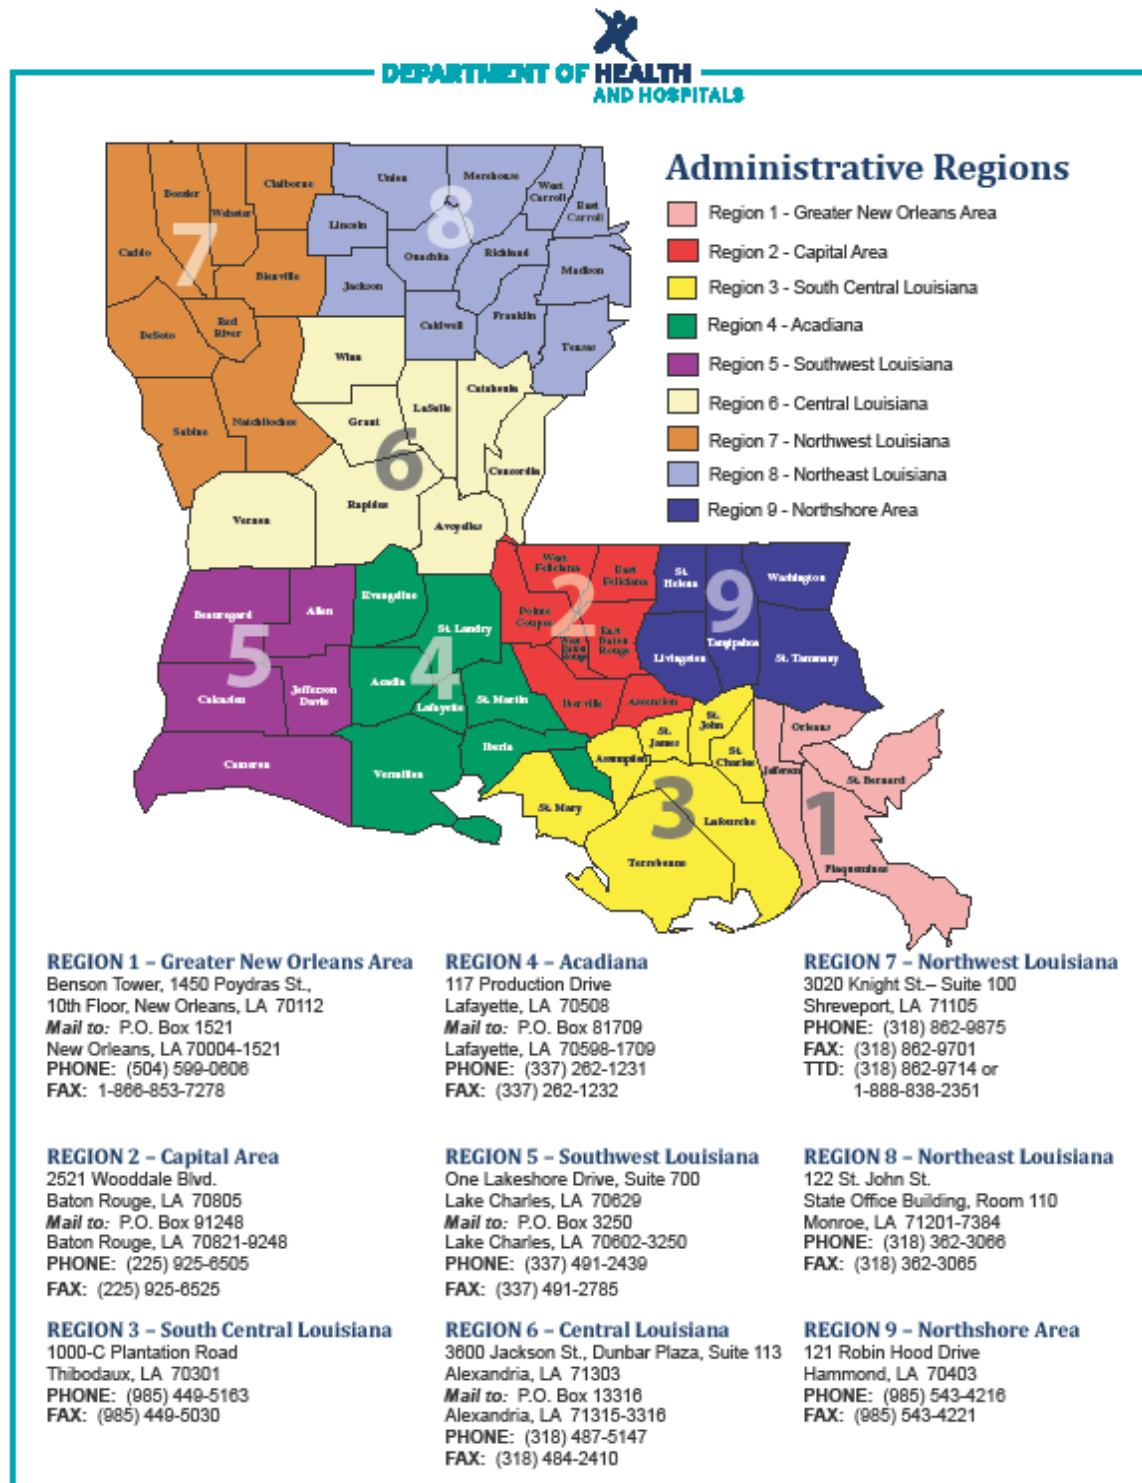 DEPARTMENT OF HEALTH
AND HOSPITALS
Administrative Regions
Region 1 - Greater New Orleans Area
Region 2 - Capital Area
Region 3 - South Central Louisiana
Region 4 - Acadiana
Region 5 - Southwest Louisiana
Region 6 - Central Louisiana
Region 7 - Northwest Louisiana
Region 8 - Northeast Louisiana
Region 9 - Northshore Area
Caddo
Bossier
Webster
Claiborne
Bienville
DeSoto
Red
River
Sabine
Natchitoches
7
Union
Morehouse
West
Carroll
East
Carroll
Lincoln
Ouachita
Richland
Madison
Jackson
Caldwell
Franklin
Tensas
8
Winn
Grant
LaSalle
Catahoula
Concordia
Vernon
Rapides
Avoyelles
6
Beauregard
Allen
Calcasieu
Jefferson
Davis
Cameron
5
Evangeline
St. Landry
Acadia
Lafayette
St. Martin
Iberia
Vermilion
4
West
Feliciana
East
Feliciana
Pointe
Coupee
West
Baton
Rouge
East
Baton
Rouge
Iberville
Ascension
2
St.
Helena
Tangipahoa
Washington
Livingston
St. Tammany
9
Assumption
St.
James
St.
John
St.
Charles
St. Mary
Lafourche
Terrebonne
3
Orleans
Jefferson
St. Bernard
Plaquemines
1
REGION 1 – Greater New Orleans Area
Benson Tower, 1450 Poydras St.,
10th Floor, New Orleans, LA 70112
Mail to: P.O. Box 1521
New Orleans, LA 70004-1521
PHONE: (504) 599-0606
FAX: 1-866-853-7278
REGION 2 – Capital Area
2521 Wooddale Blvd.
Baton Rouge, LA 70805
Mail to: P.O. Box 91248
Baton Rouge, LA 70821-9248
PHONE: (225) 925-6505
FAX: (225) 925-6525
REGION 3 – South Central Louisiana
1000-C Plantation Road
Thibodaux, LA 70301
PHONE: (985) 449-5163
FAX: (985) 449-5030
REGION 4 – Acadiana
117 Production Drive
Lafayette, LA 70508
Mail to: P.O. Box 81709
Lafayette, LA 70598-1709
PHONE: (337) 262-1231
FAX: (337) 262-1232
REGION 5 – Southwest Louisiana
One Lakeshore Drive, Suite 700
Lake Charles, LA 70629
Mail to: P.O. Box 3250
Lake Charles, LA 70602-3250
PHONE: (337) 491-2439
FAX: (337) 491-2785
REGION 6 – Central Louisiana
3600 Jackson St., Dunbar Plaza, Suite 113
Alexandria, LA 71303
Mail to: P.O. Box 13316
Alexandria, LA 71315-3316
PHONE: (318) 487-5147
FAX: (318) 484-2410
REGION 7 – Northwest Louisiana
3020 Knight St.– Suite 100
Shreveport, LA 71105
PHONE: (318) 862-9875
FAX: (318) 862-9701
TTD: (318) 862-9714 or
1-888-838-2351
REGION 8 – Northeast Louisiana
122 St. John St.
State Office Building, Room 110
Monroe, LA 71201-7384
PHONE: (318) 362-3066
FAX: (318) 362-3065
REGION 9 – Northshore Area
121 Robin Hood Drive
Hammond, LA 70403
PHONE: (985) 543-4216
FAX: (985) 543-4221